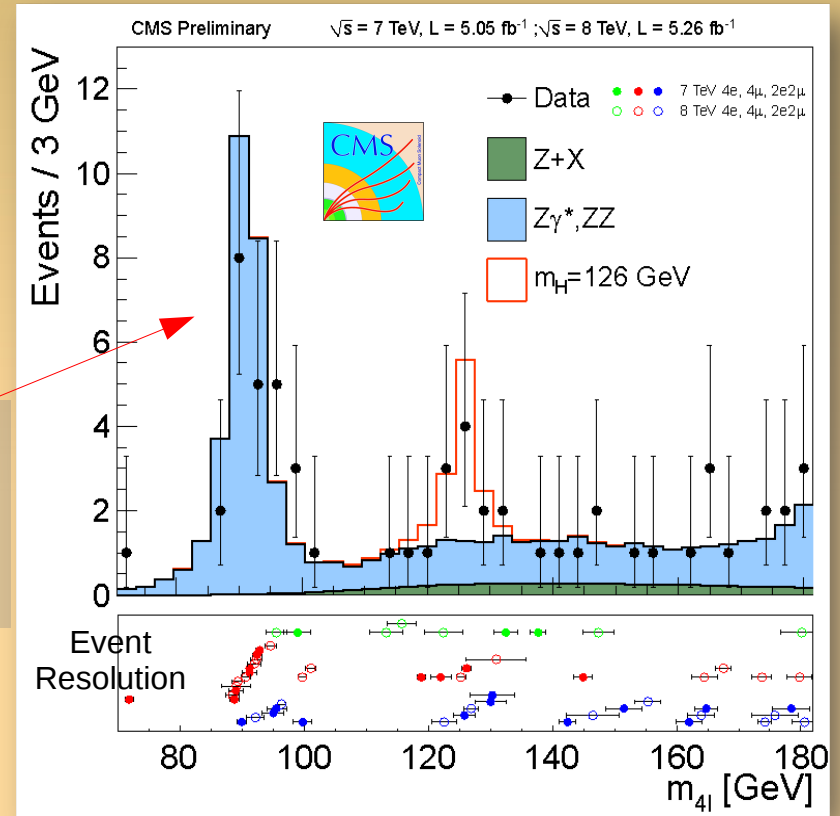 CMS Preliminary √s = 7 TeV, L = 5.05 fb⁻¹ ;√s = 8 TeV, L = 5.26 fb⁻¹
Events / 3 GeV
12
10
8
6
4
2
0
CMS
Data
7 TeV 4e, 4μ, 2e2μ
8 TeV 4e, 4μ, 2e2μ
Z+X
Zγ*,ZZ
m_H=126 GeV
Event
Resolution
80 100 120 140 160 180
m_4l [GeV]